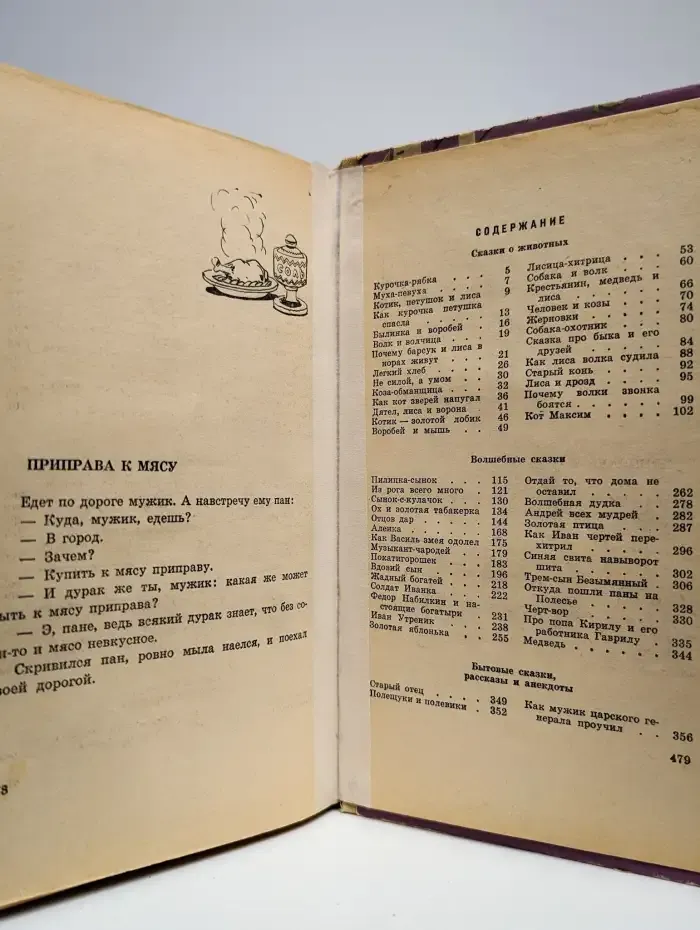 СОЛЬ
ПРИПРАВА К МЯСУ
Едет по дороге мужик. А навстречу ему пан:
— Куда, мужик, едешь?
— В город.
— Зачем?
— Купить к мясу приправу.
— И дурак же ты, мужик: какая же может
быть к мясу приправа?
— Э, пане, ведь всякий дурак знает, что без со-
и-то и мясо невкусное.
Скривился пан, ровно мыла наелся, и поехал
воей дорогой.
8
СОДЕРЖАНИЕ
Сказки о животных
Курочка-рябка . . . 5
Муха-певуха . . . 7
Котик, петушок и лиса 9
Как курочка петушка
спасла . . . . . 13
Былинка и воробей . 16
Волк и волчица . . 19
Почему барсук и лиса в
норах живут . . . 21
Легкий хлеб . . . . 26
Не силой, а умом . . 30
Коза-обманщица . . 32
Как кот зверей напугал 36
Дятел, лиса и ворона . 41
Котик — золотой лобик 46
Воробей и мышь . . 49
Лисица-хитрица . . . 53
Собака и волк . . . 60
Крестьянин, медведь и
лиса . . . . . . 66
Человек и козы . . . 70
Жерновки . . . . . 74
Собака-охотник . . . 80
Сказка про быка и его
друзей . . . . . 84
Как лиса волка судила 88
Старый конь . . . . 92
Лиса и дрозд . . . . 95
Почему волки звонка
боятся . . . . . . 99
Кот Максим . . . . 102
Волшебные сказки
Пилипка-сынок . . . 115
Из рога всего много . 121
Сынок-с-кулачок . . 130
Ох и золотая табакерка 134
Отцов дар . . . . 144
Алёнка . . . . . 168
Как Василь змея одолел 175
Музыкант-чародей . . 179
Покатигорошек . . . 183
Вдовий сын . . . . 196
Жадный богатей . . 218
Солдат Иванка . . . 222
Федор Набилкин и на-
стоящие богатыри . 231
Иван Утреник . . . 238
Золотая яблонька . . 255
Отдай то, что дома не
оставил . . . . . 262
Волшебная дудка . . 278
Андрей всех мудрей . . 282
Золотая птица . . . 287
Как Иван чертей пере-
хитрил . . . . . 296
Синяя свита навыворот
шита . . . . . . 302
Трем-сын Безымянный . 306
Откуда пошли паны на
Полесье . . . . . 328
Черт-вор . . . . . 330
Про попа Кирилу и его
работника Гаврилу . 335
Медведь . . . . . . 344
Бытовые сказки,
рассказы и анекдоты
Старый отец . . . . 349
Полещуки и полевики . 352
Как мужик царского ге-
нерала проучил . . 356
479